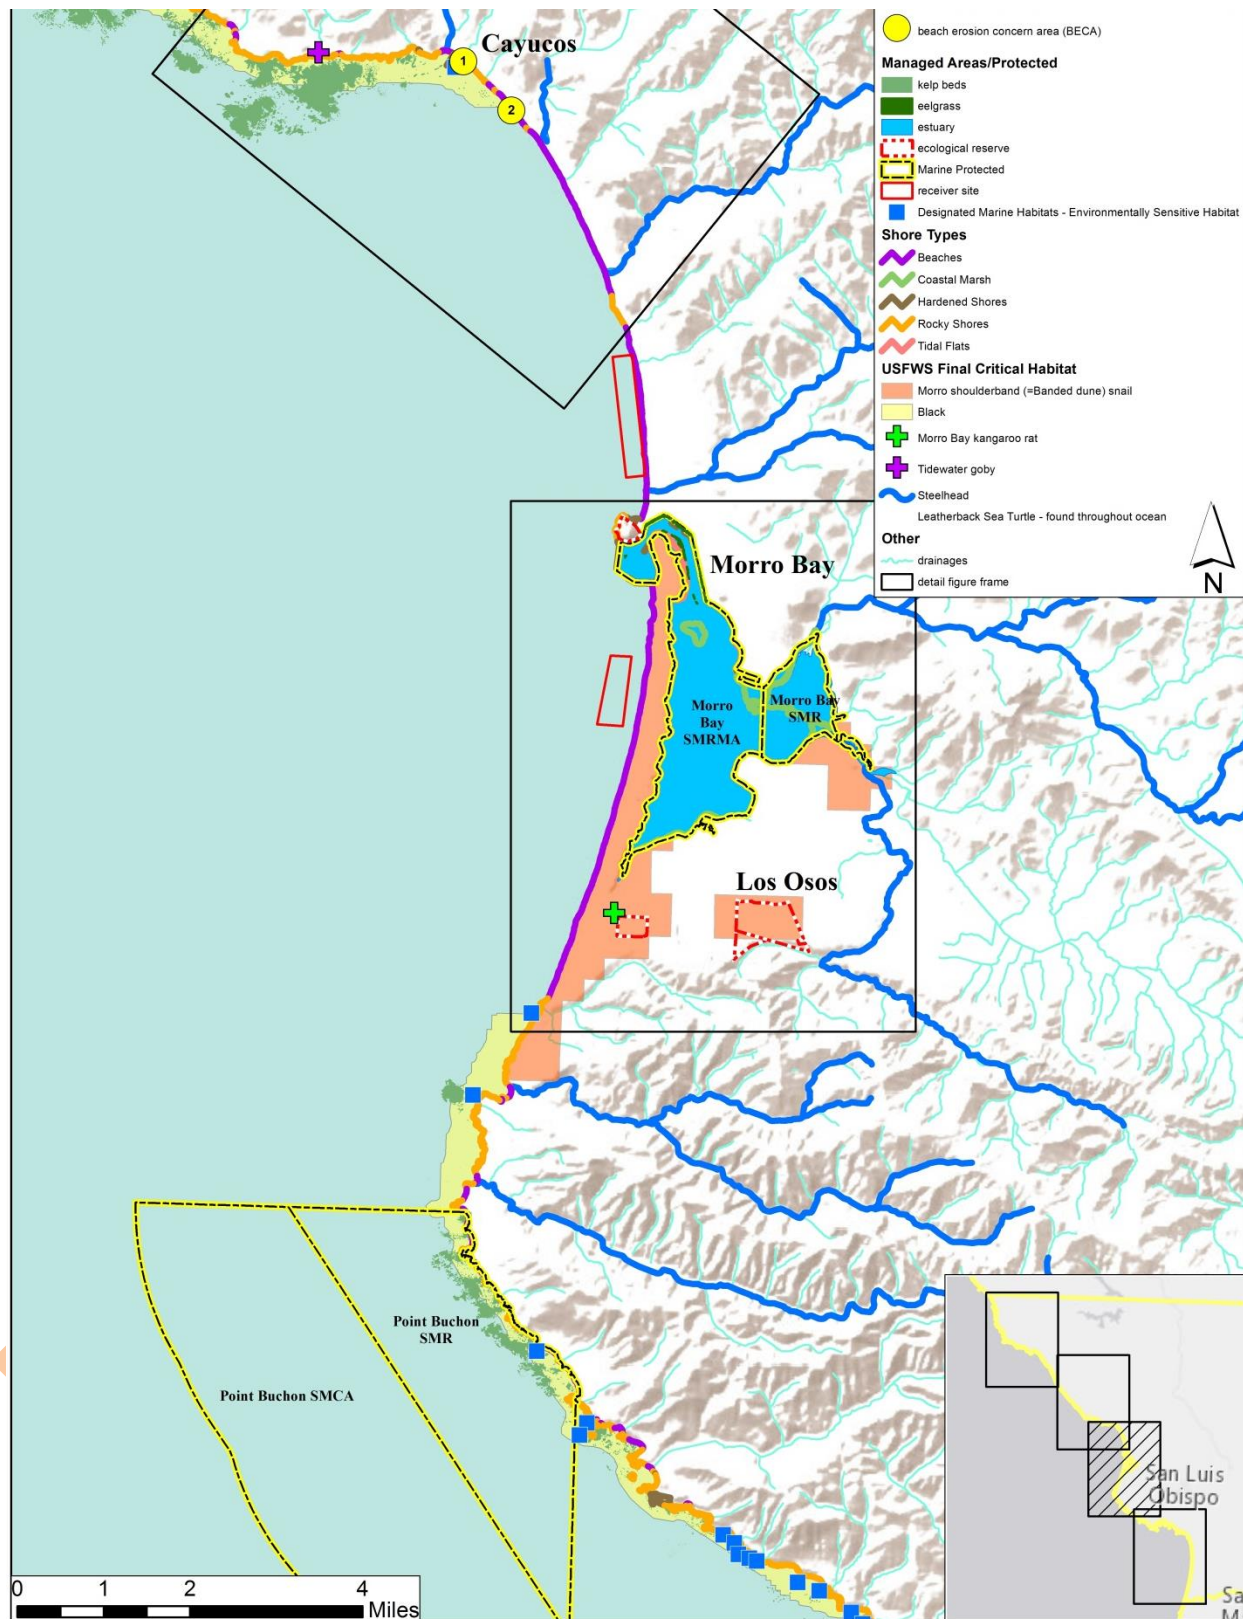 Cayucos
1
2
beach erosion concern area (BECA)
Managed Areas/Protected
kelp beds
eelgrass
estuary
ecological reserve
Marine Protected
receiver site
Designated Marine Habitats - Environmentally Sensitive Habitat
Shore Types
Beaches
Coastal Marsh
Hardened Shores
Rocky Shores
Tidal Flats
USFWS Final Critical Habitat
Morro shoulderband (=Banded dune) snail
Black
Morro Bay kangaroo rat
Tidewater goby
Steelhead
Leatherback Sea Turtle - found throughout ocean
Other
drainages
detail figure frame
N
Morro Bay
Morro
Bay
SMRMA
Morro Bay
SMR
Los Osos
Point Buchon
SMR
Point Buchon SMCA
San Luis
Obispo
Sa
M
0 1 2 4
Miles